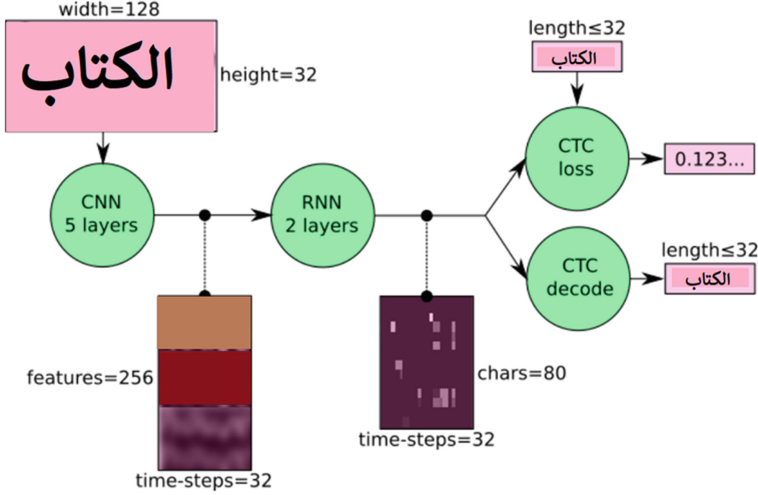 width=128
الكتاب
height=32
CNN
5 layers
RNN
2 layers
length≤32
الكتاب
CTC
loss
0.123...
CTC
decode
length≤32
الكتاب
features=256
time-steps=32
chars=80
time-steps=32